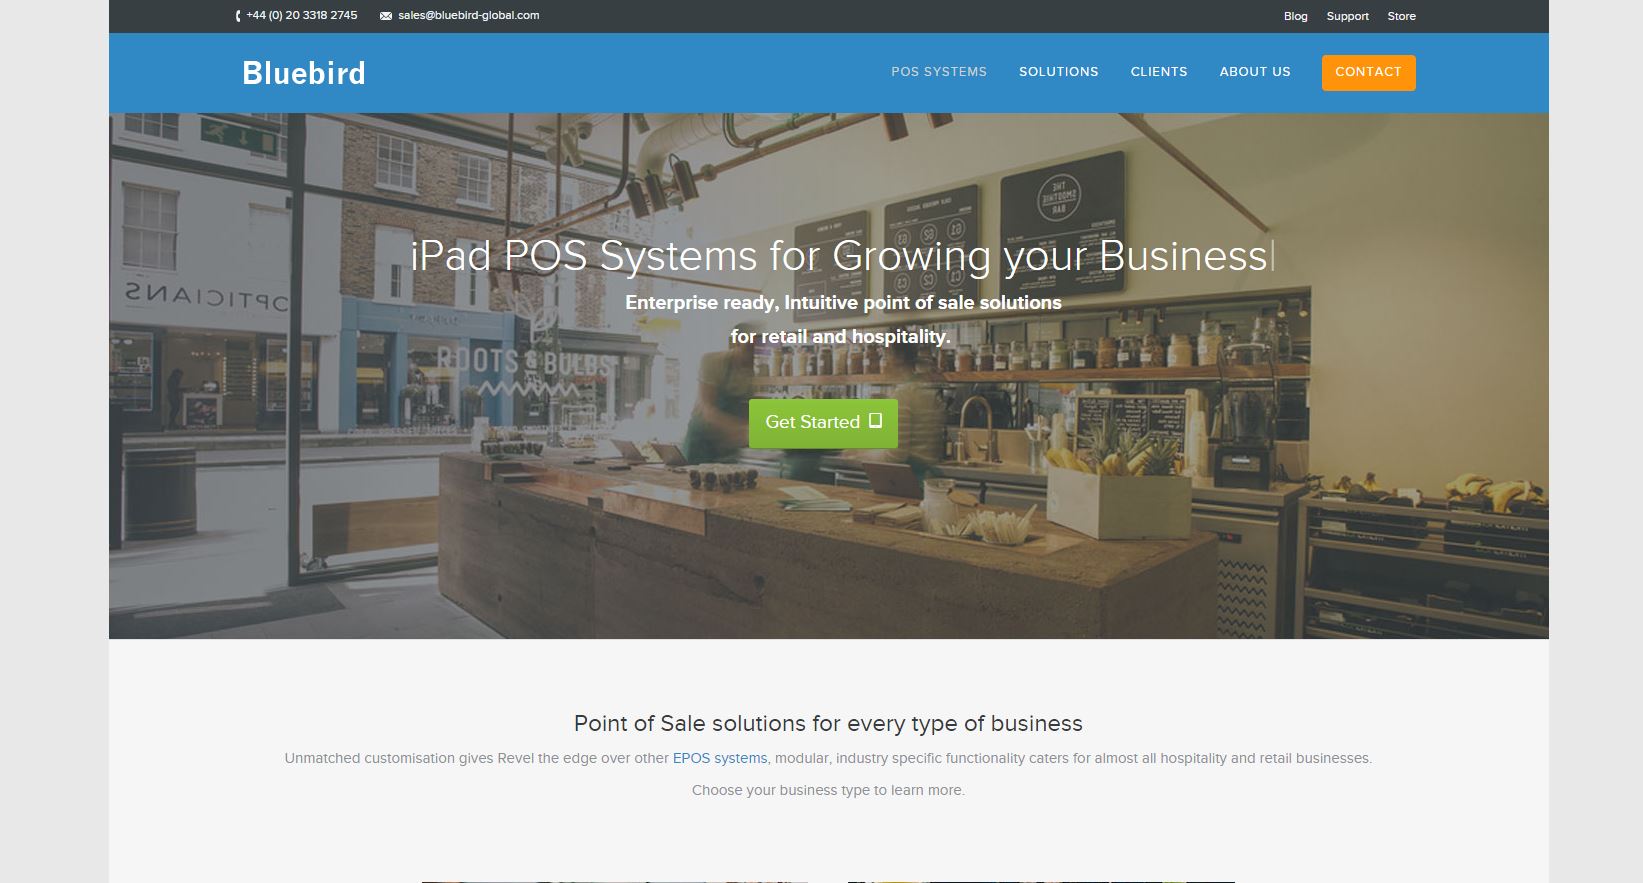 +44 (0) 20 3318 2745
sales@bluebird-global.com
Blog
Support
Store
Bluebird
POS SYSTEMS
SOLUTIONS
CLIENTS
ABOUT US
CONTACT
THE
SMOOTHIE
BAR
OPTICIANS
iPad POS Systems for Growing your Business
Enterprise ready, Intuitive point of sale solutions
for retail and hospitality.
ROOTS & BULBS
Get Started
Point of Sale solutions for every type of business
Unmatched customisation gives Revel the edge over other EPOS systems, modular, industry specific functionality caters for almost all hospitality and retail businesses.
Choose your business type to learn more.